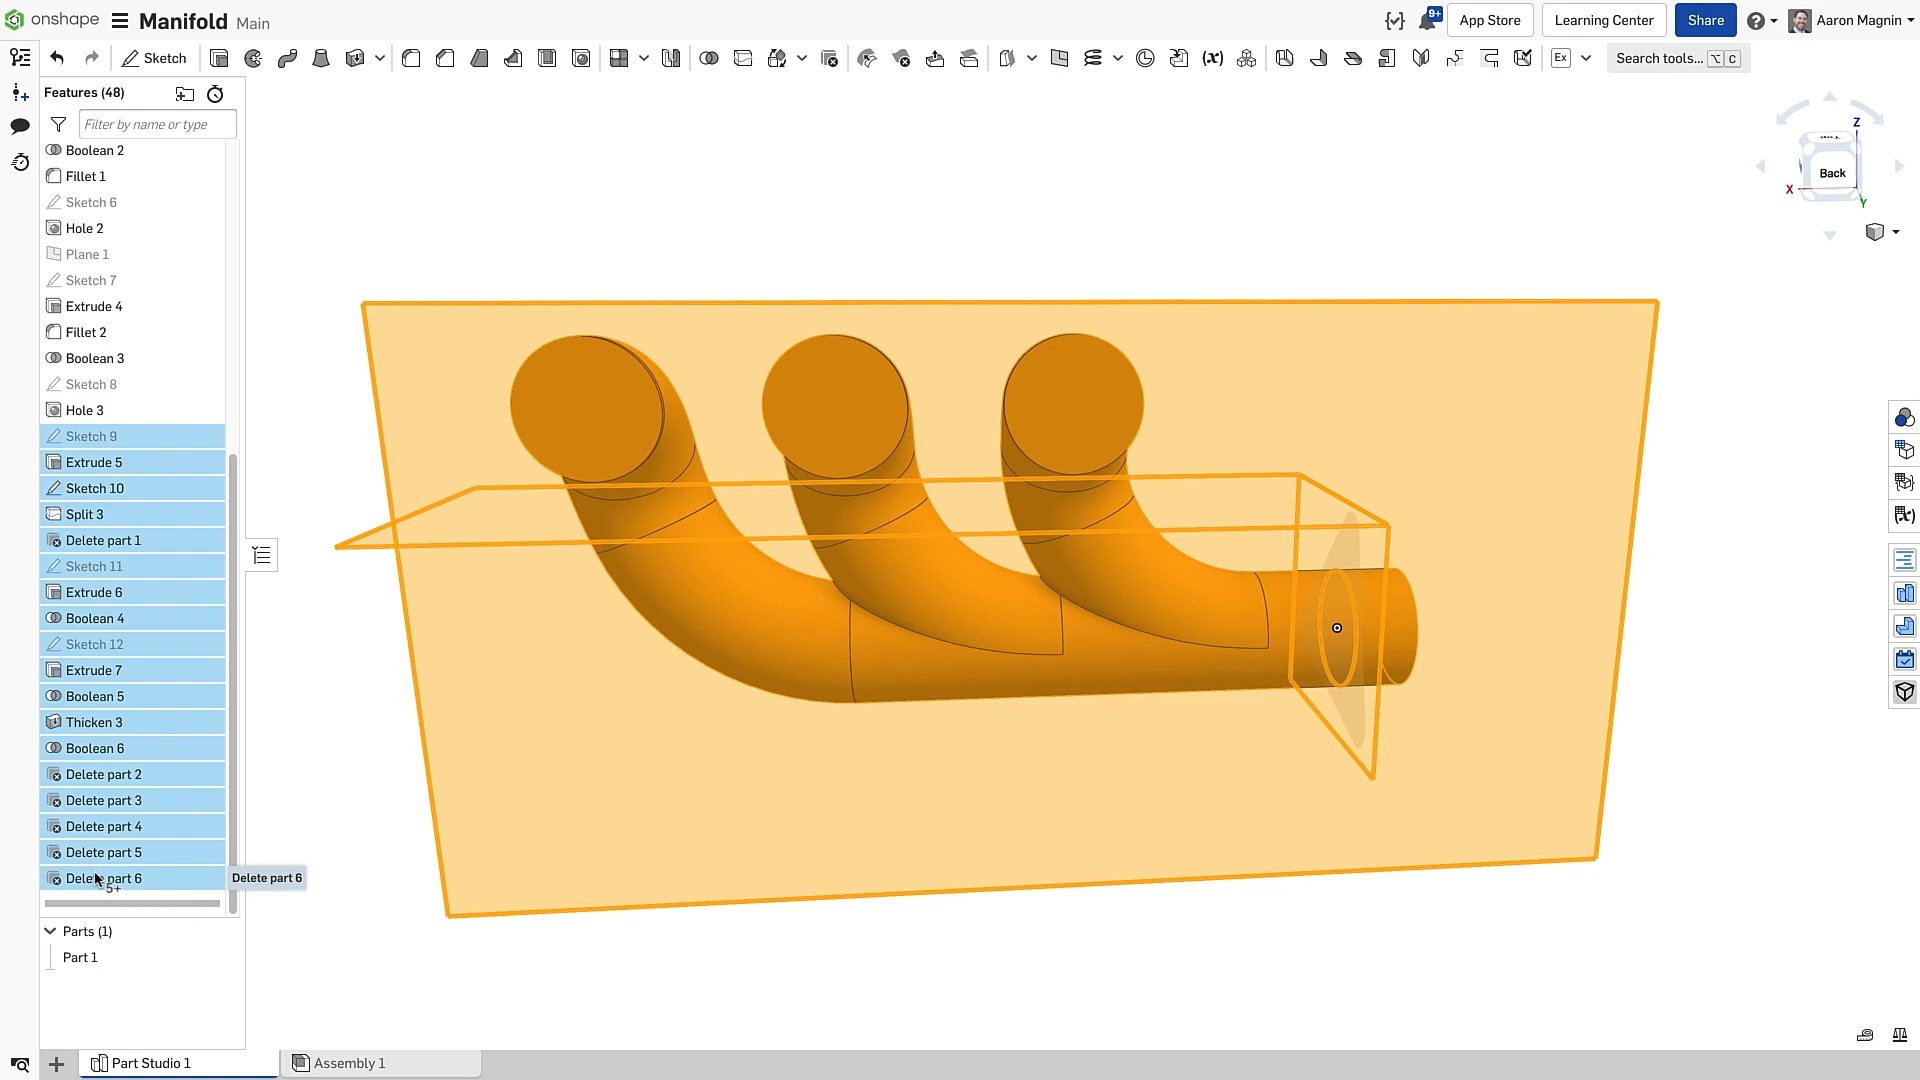 onshape Manifold Main
9+ App Store Learning Center Share Aaron Magnin
Sketch Ex Search tools... ⌥ C
Features (48)
Filter by name or type
Boolean 2
Fillet 1
Sketch 6
Hole 2
Plane 1
Sketch 7
Extrude 4
Fillet 2
Boolean 3
Sketch 8
Hole 3
Sketch 9
Extrude 5
Sketch 10
Split 3
Delete part 1
Sketch 11
Extrude 6
Boolean 4
Sketch 12
Extrude 7
Boolean 5
Thicken 3
Boolean 6
Delete part 2
Delete part 3
Delete part 4
Delete part 5
Delete part 6
5+
Delete part 6
Parts (1)
Part 1
Z
Back
X
Y
Part Studio 1
Assembly 1